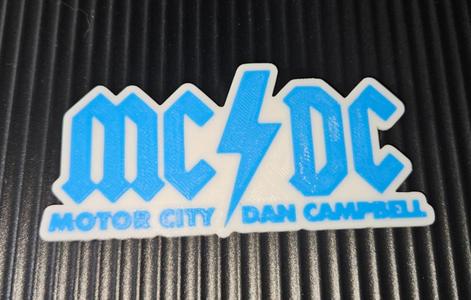 MC⚡DC
MOTOR CITY DAN CAMPBELL